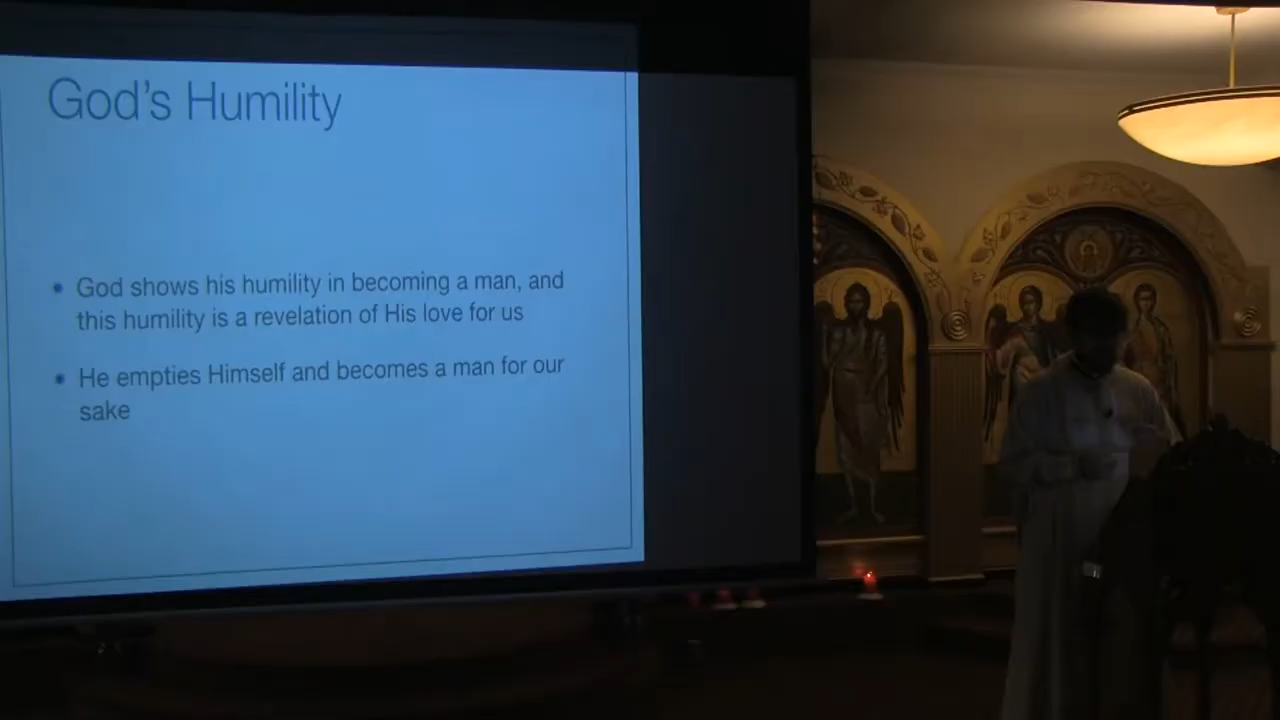 God's Humility
• God shows his humility in becoming a man, and
this humility is a revelation of His love for us
• He empties Himself and becomes a man for our
sake